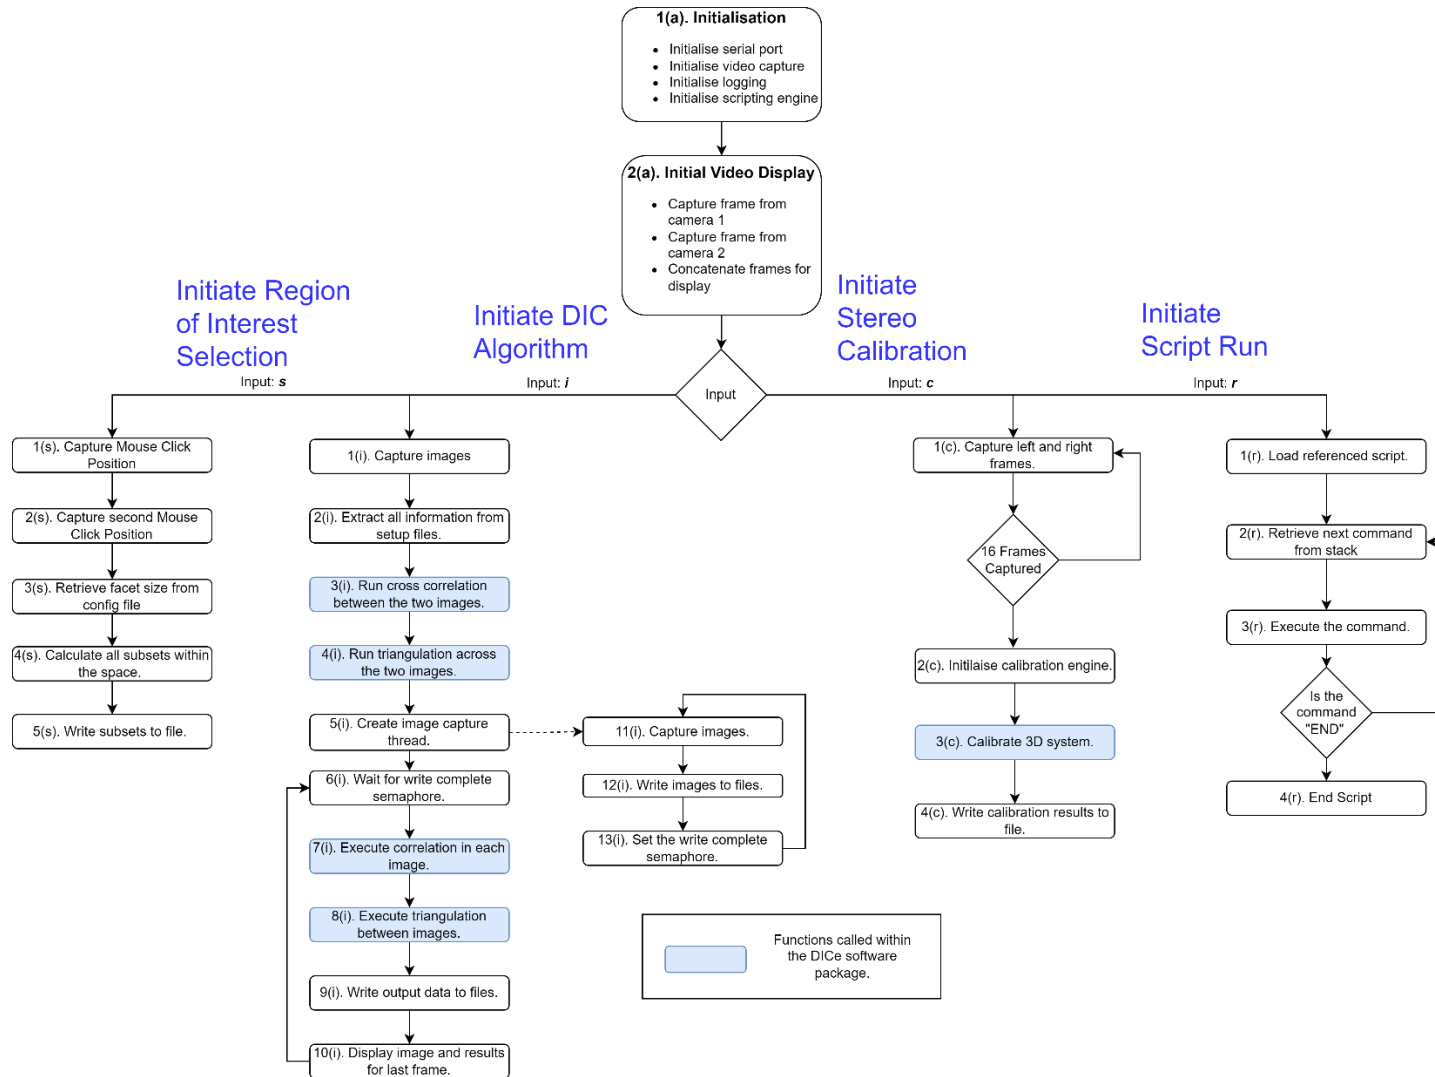 1(a). Initialisation
Initialise serial port
Initialise video capture
Initialise logging
Initialise scripting engine
2(a). Initial Video Display
Capture frame from
camera 1
Capture frame from
camera 2
Concatenate frames for
display
Initiate Region
of Interest
Selection
Initiate DIC
Algorithm
Initiate
Stereo
Calibration
Initiate
Script Run
Input: s
Input: i
Input
Input: c
Input: r
1(s). Capture Mouse Click
Position
2(s). Capture second Mouse
Click Position
3(s). Retrieve facet size from
config file
4(s). Calculate all subsets within
the space.
5(s). Write subsets to file.
1(i). Capture images
2(i). Extract all information from
setup files.
3(i). Run cross correlation
between the two images.
4(i). Run triangulation across
the two images.
5(i). Create image capture
thread.
6(i). Wait for write complete
semaphore.
7(i). Execute correlation in each
image.
8(i). Execute triangulation
between images.
9(i). Write output data to files.
10(i). Display image and results
for last frame.
11(i). Capture images.
12(i). Write images to files.
13(i). Set the write complete
semaphore.
1(c). Capture left and right
frames.
16 Frames
Captured
2(c). Initilaise calibration engine.
3(c). Calibrate 3D system.
4(c). Write calibration results to
file.
1(r). Load referenced script.
2(r). Retrieve next command
from stack
3(r). Execute the command.
Is the
command
"END"
4(r). End Script
Functions called within
the DICe software
package.